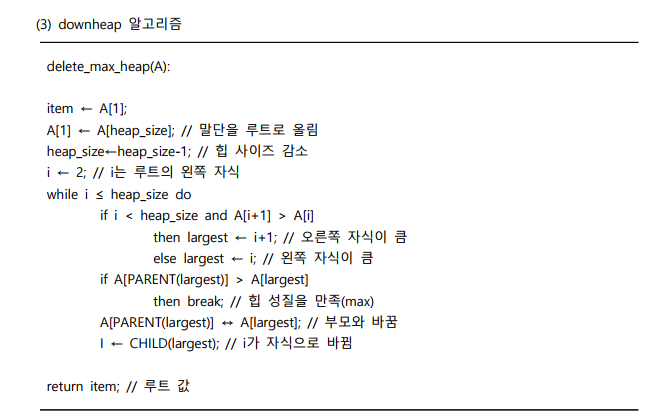 (3) downheap 알고리즘
delete_max_heap(A):
item ← A[1];
A[1] ← A[heap_size]; // 말단을 루트로 올림
heap_size←heap_size-1; // 힙 사이즈 감소
i ← 2; // i는 루트의 왼쪽 자식
while i ≤ heap_size do
if i < heap_size and A[i+1] > A[i]
then largest ← i+1; // 오른쪽 자식이 큼
else largest ← i; // 왼쪽 자식이 큼
if A[PARENT(largest)] > A[largest]
then break; // 힙 성질을 만족(max)
A[PARENT(largest)] ↔ A[largest]; // 부모와 바꿈
I ← CHILD(largest); // i가 자식으로 바뀜
return item; // 루트 값